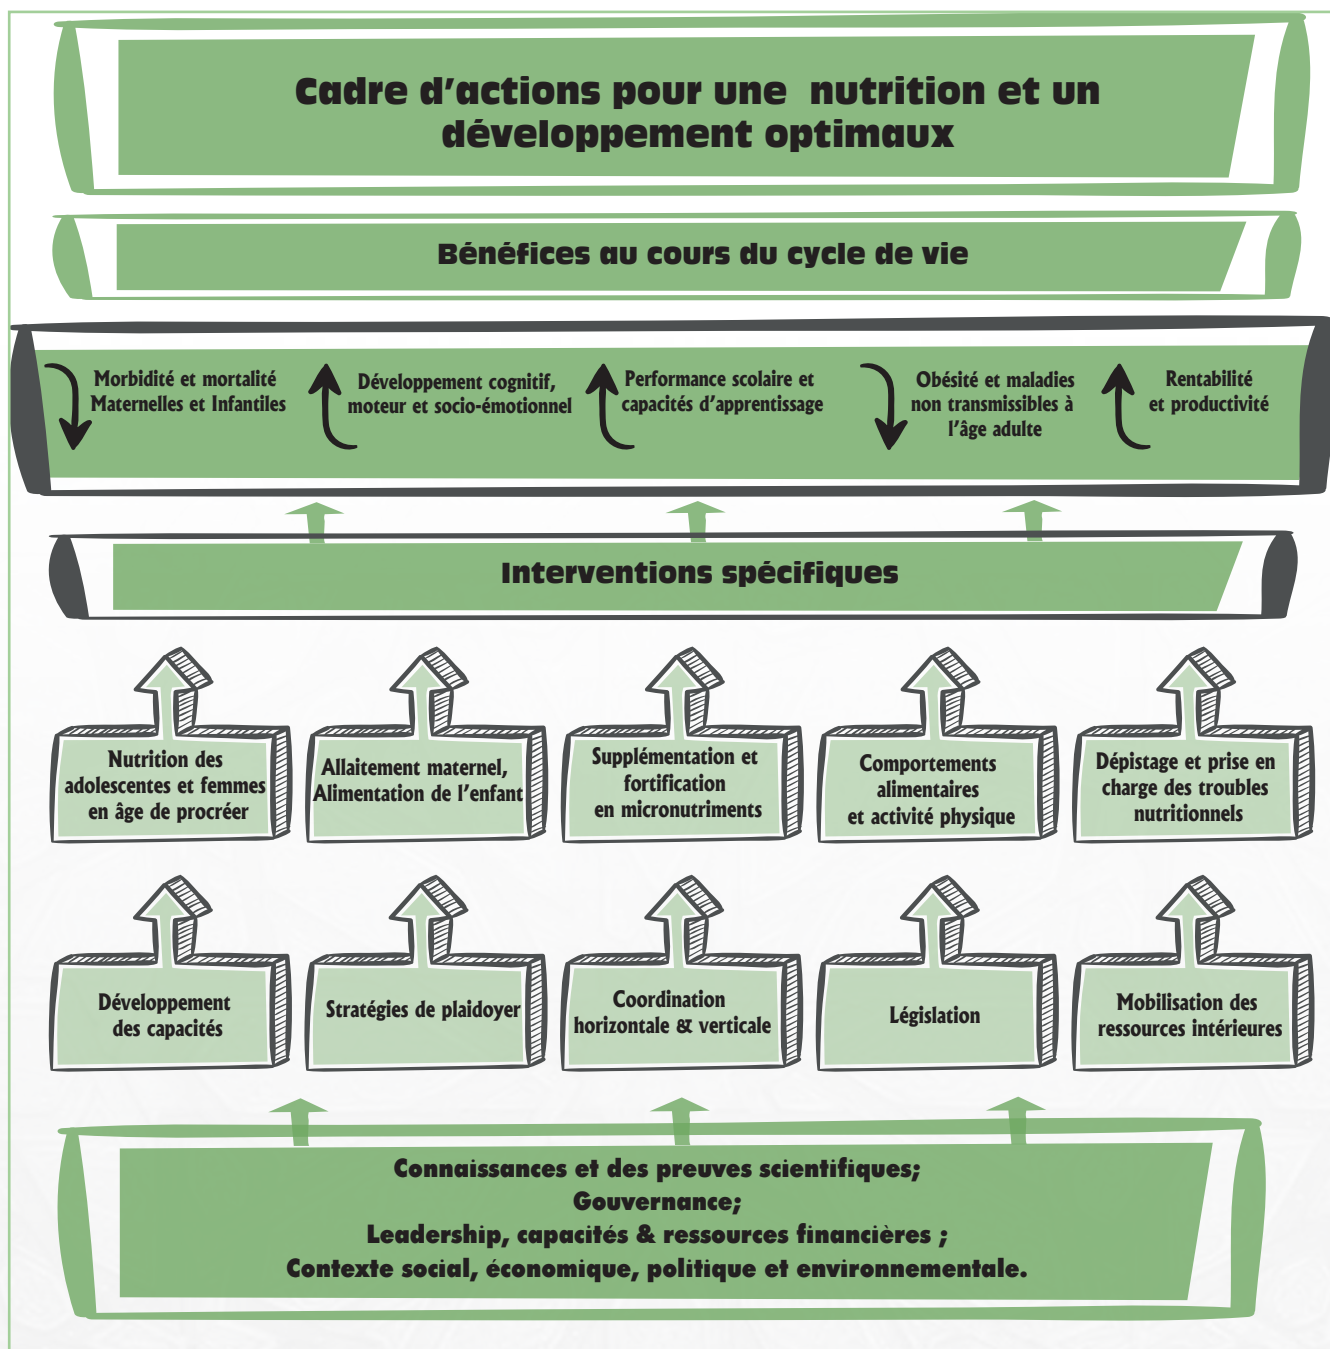 Cadre d'actions pour une nutrition et un
développement optimaux
Bénéfices au cours du cycle de vie
Morbidité et mortalité
Maternelles et Infantiles
Développement cognitif,
moteur et socio-émotionnel
Performance scolaire et
capacités d'apprentissage
Obésité et maladies
non transmissibles à
l'âge adulte
Rentabilité
et productivité
Interventions spécifiques
Nutrition des
adolescentes et femmes
en âge de procréer
Allaitement maternel,
Alimentation de l'enfant
Supplémentation et
fortification
en micronutriments
Comportements
alimentaires
et activité physique
Dépistage et prise en
charge des troubles
nutritionnels
Développement
des capacités
Stratégies de plaidoyer
Coordination
horizontale & verticale
Législation
Mobilisation des
ressources intérieures
Connaissances et des preuves scientifiques;
Gouvernance;
Leadership, capacités & ressources financières ;
Contexte social, économique, politique et environnementale.